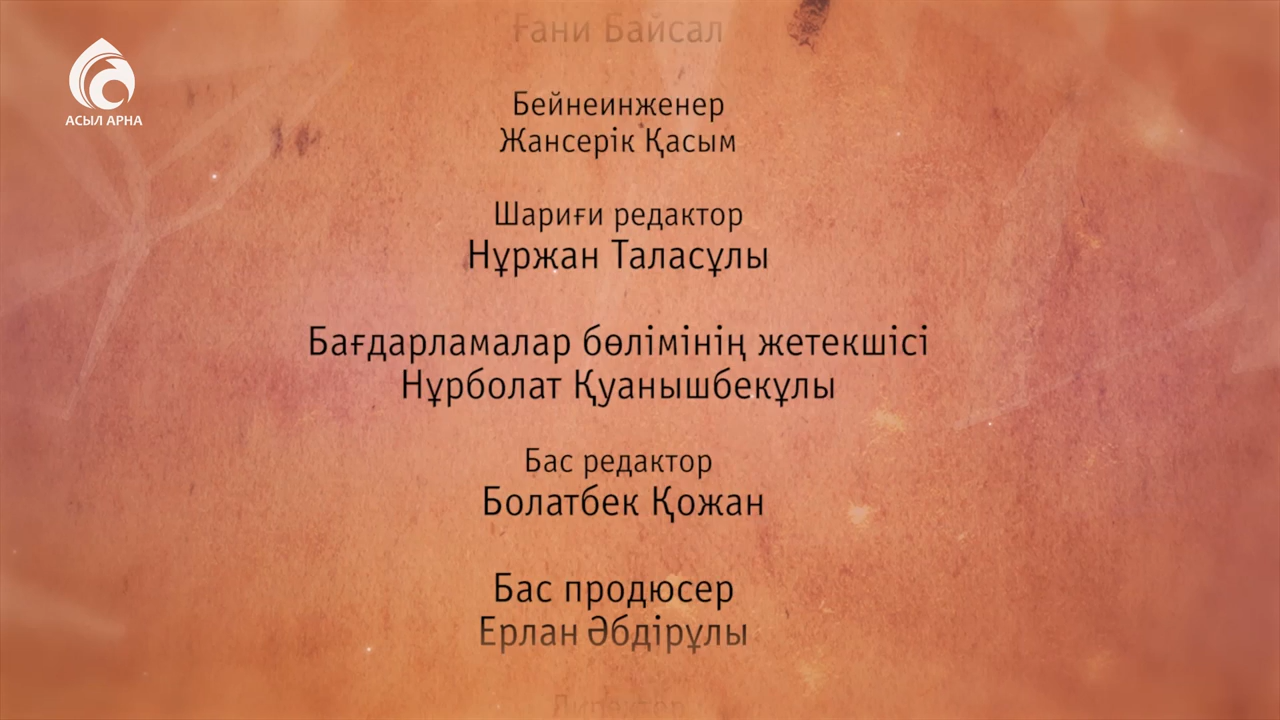 Ғани Байсал
АСЫЛ АРНА
Бейнеинженер
Жансерік Қасым
Шариғи редактор
Нұржан Таласұлы
Бағдарламалар бөлімінің жетекшісі
Нұрболат Қуанышбекұлы
Бас редактор
Болатбек Қожан
Бас продюсер
Ерлан Әбдірұлы
Директор